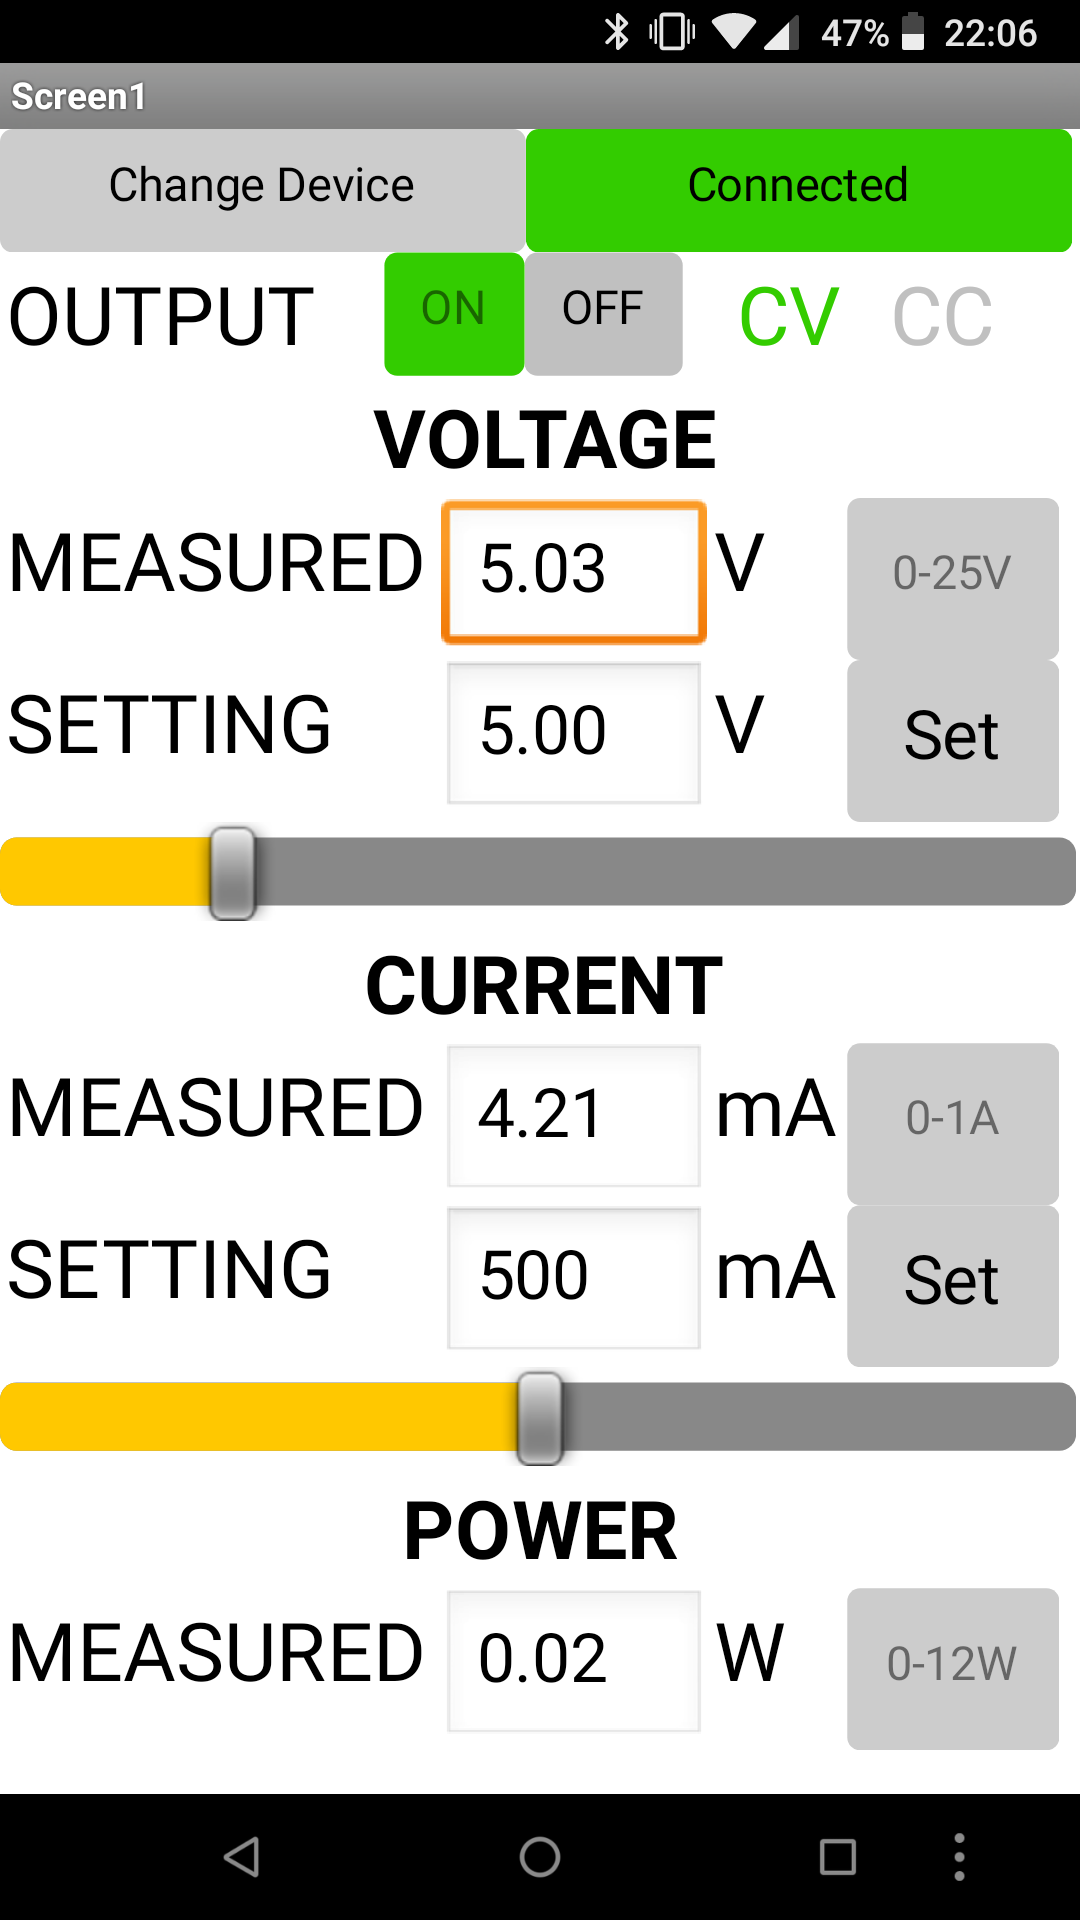 47% 22:06
Screen1
Change Device Connected
OUTPUT ON OFF CV CC
VOLTAGE
MEASURED 5.03 V 0-25V
SETTING 5.00 V Set
CURRENT
MEASURED 4.21 mA 0-1A
SETTING 500 mA Set
POWER
MEASURED 0.02 W 0-12W